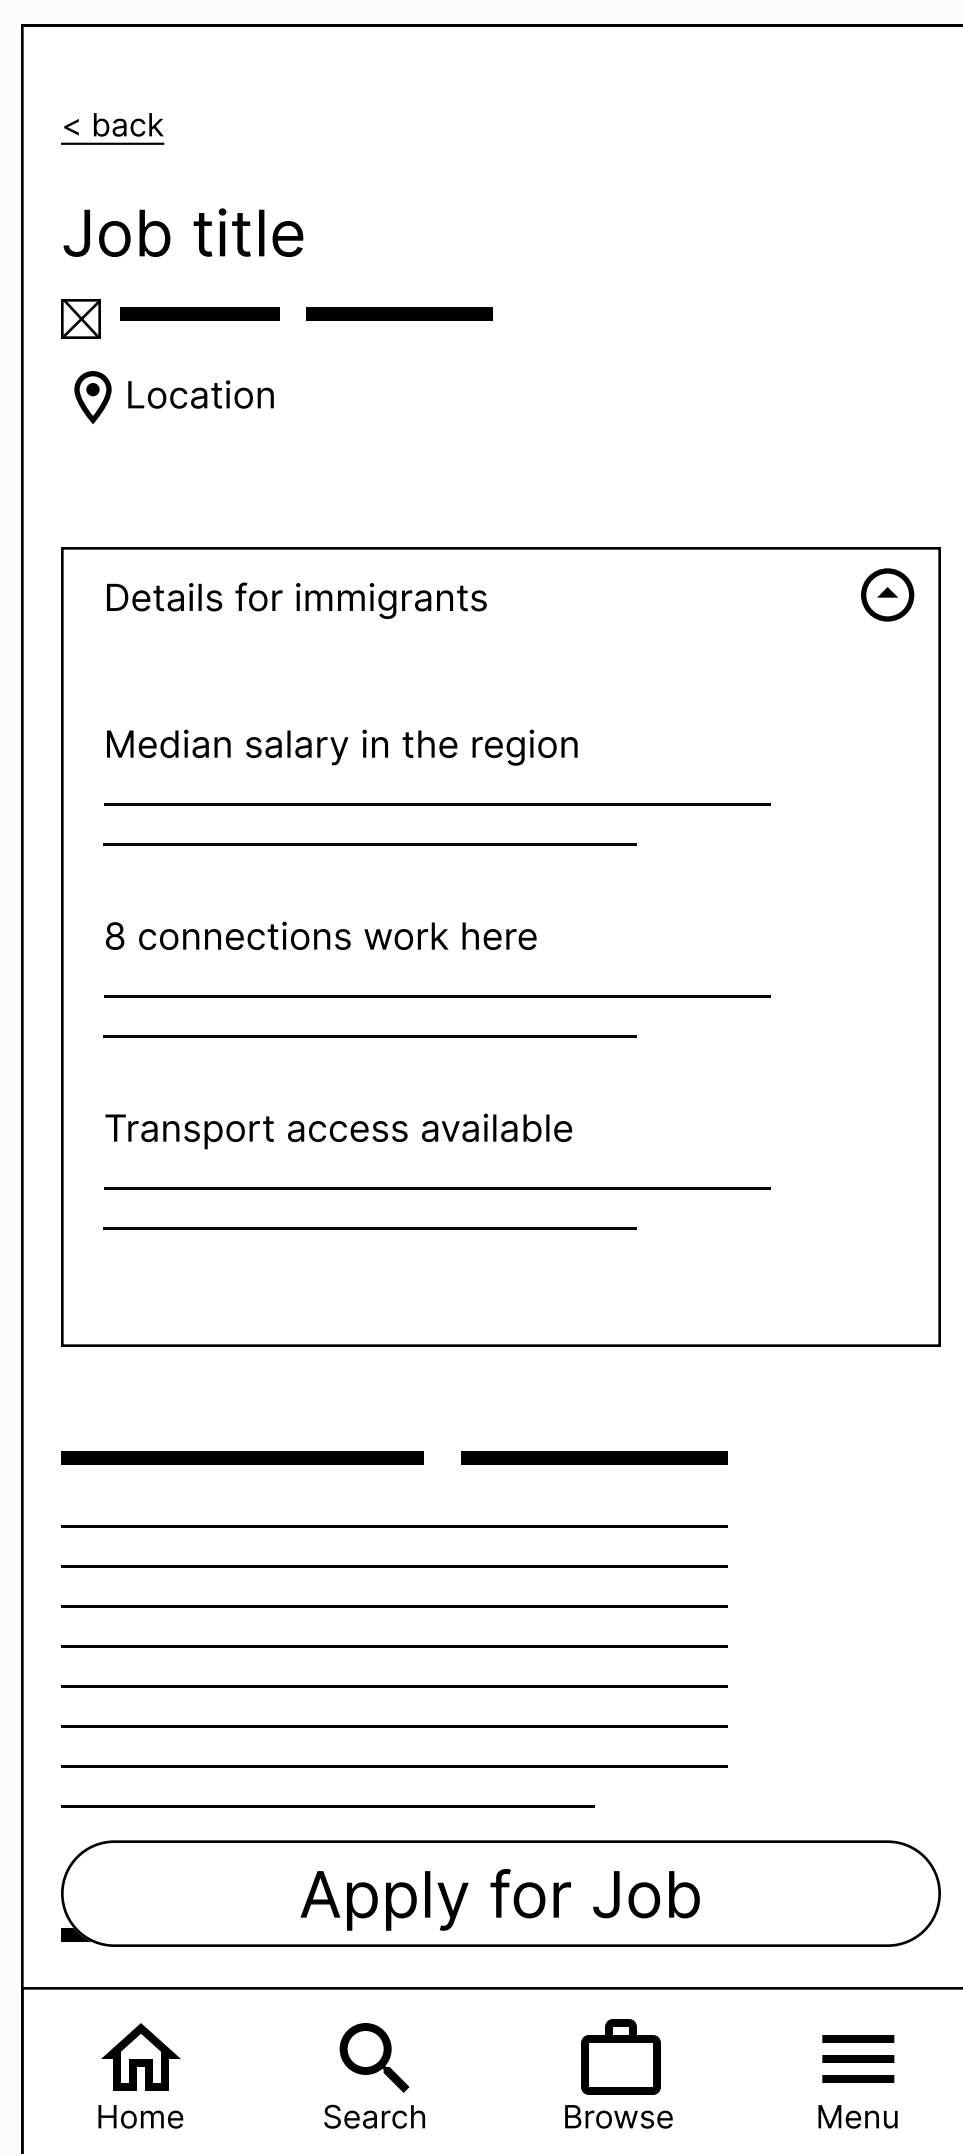 < back
Job title
Location
Details for immigrants
Median salary in the region
8 connections work here
Transport access available
Apply for Job
Home Search Browse Menu